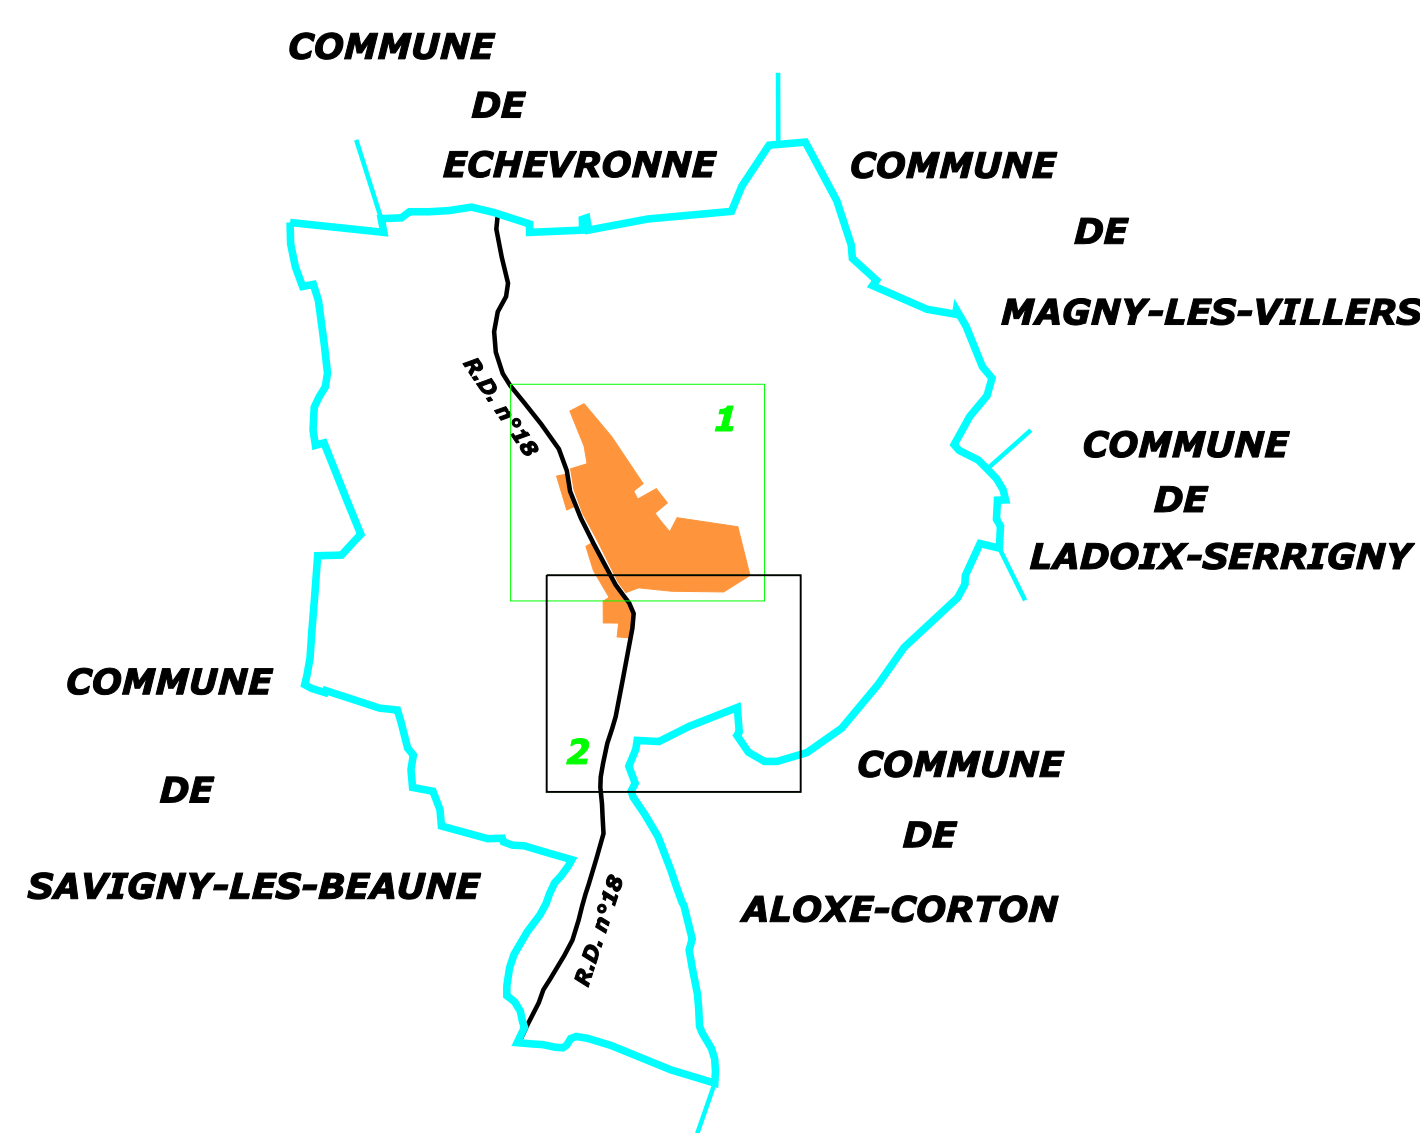 COMMUNE
DE
ECHEVRONNE
COMMUNE
DE
MAGNY-LES-VILLERS
R.D. n°18
1
COMMUNE
DE
LADOIX-SERRIGNY
COMMUNE
DE
SAVIGNY-LES-BEAUNE
2
COMMUNE
DE
ALOXE-CORTON
R.D. n°18